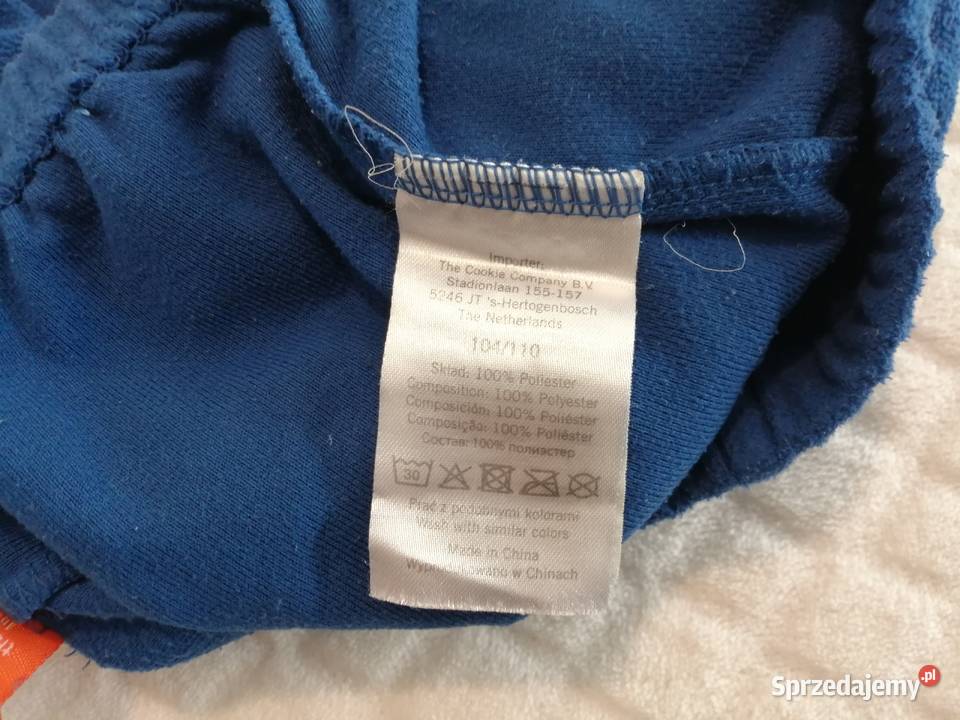 Importer:
The Cookie Company B.V.
Stadionlaan 155-157
5246 JT 's-Hertogenbosch
The Netherlands
104/110
Skład: 100% Poliester
Composition: 100% Polyester
Composición: 100% Poliéster
Composição: 100% Poliéster
Состав: 100% полиэстер
30
Prać z podobnymi kolorami
Wash with similar colors
Made in China
w Chinach
Sprzedajemy.pl